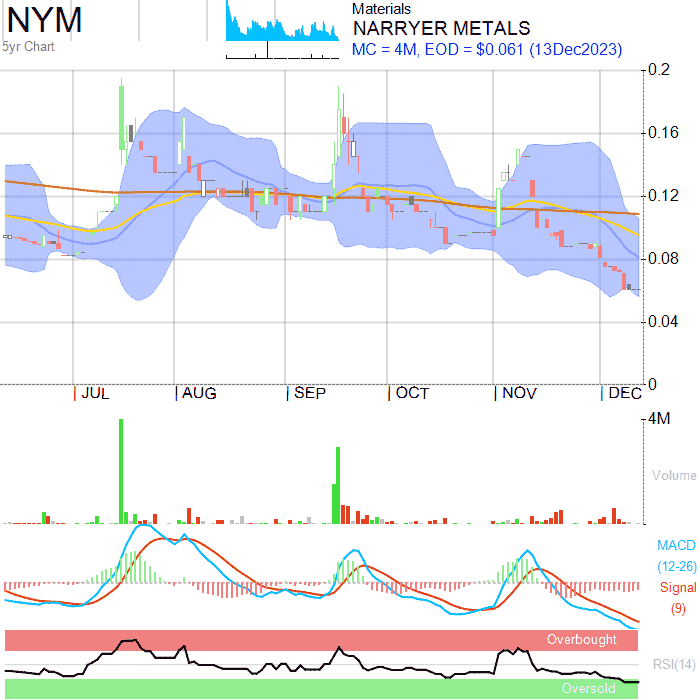 NYM
5yr Chart
Materials
NARRYER METALS
MC = 4M, EOD = $0.061 (13Dec2023)
0.2
0.16
0.12
0.08
0.04
0
JUL AUG SEP OCT NOV DEC
4M
Volume
MACD
(12-26)
Signal
(9)
Overbought
RSI(14)
Oversold